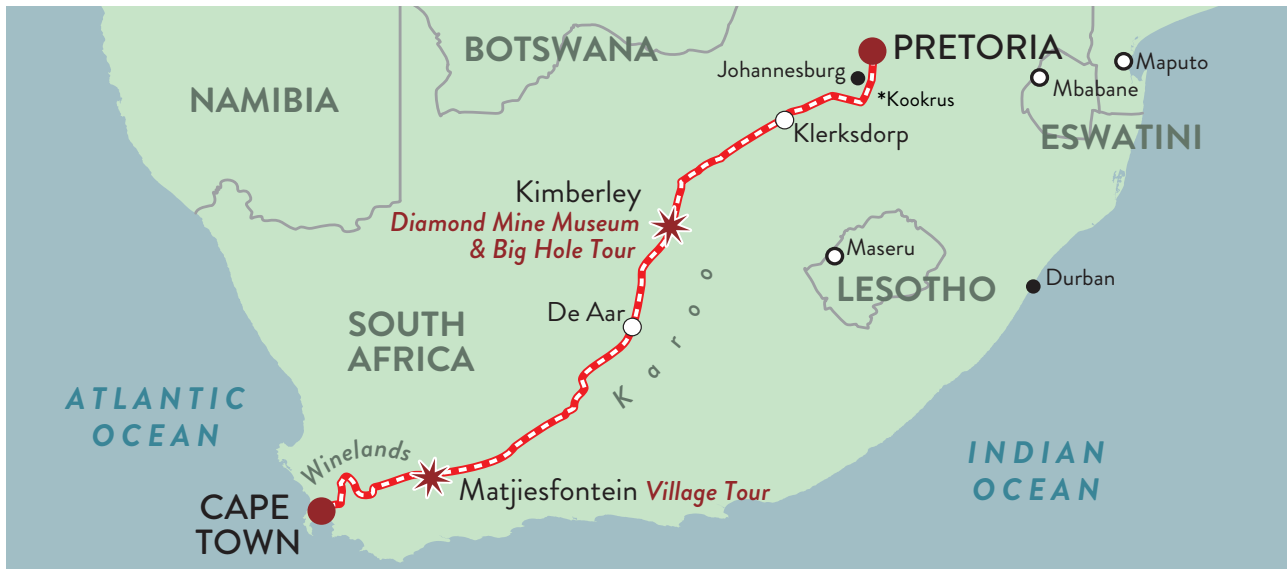 BOTSWANA
PRETORIA
Johannesburg
Maputo
Mbabane
NAMIBIA
*Kookrus
Klerksdorp
ESWATINI
Kimberley
Diamond Mine Museum
& Big Hole Tour
Maseru
LESOTHO
Durban
De Aar
Karoo
SOUTH
AFRICA
ATLANTIC
OCEAN
Winelands
INDIAN
OCEAN
Matjiesfontein Village Tour
CAPE
TOWN